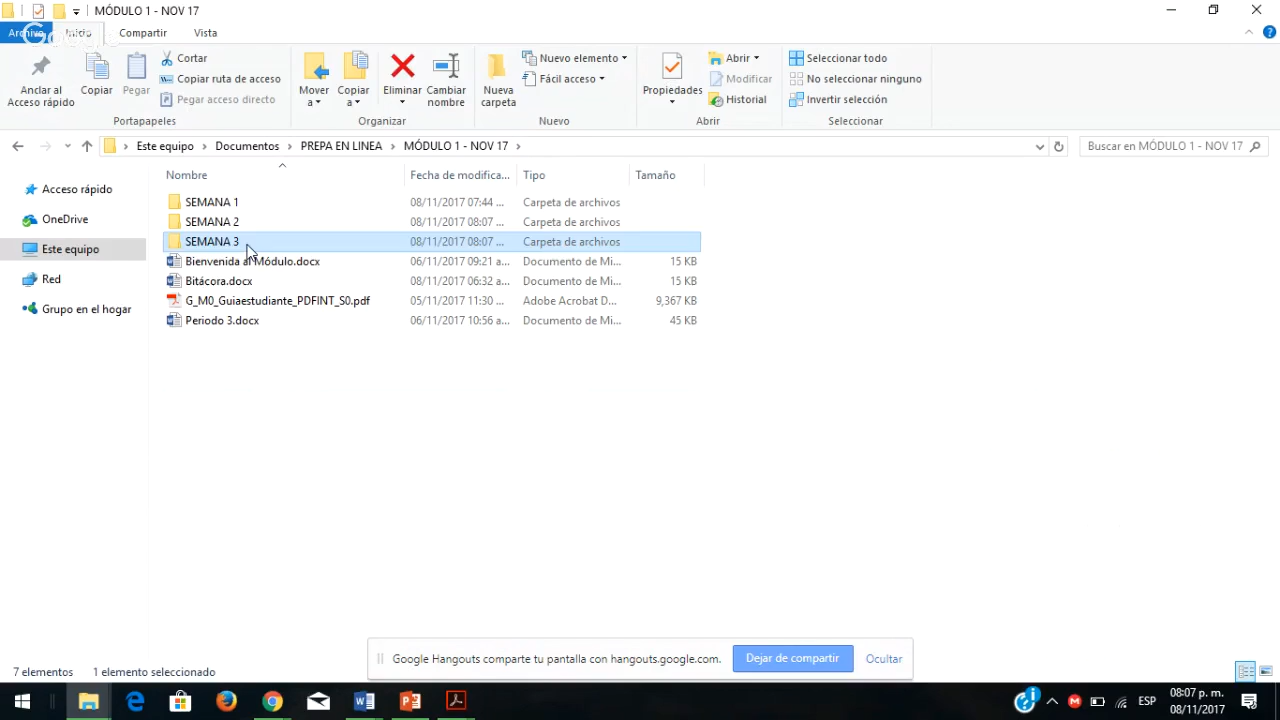 MÓDULO 1 - NOV 17
Archivo Inicio Compartir Vista
Google
Anclar al Acceso rápido
Copiar
Pegar
Cortar
Copiar ruta de acceso
Pegar acceso directo
Portapapeles
Mover a
Copiar a
Eliminar
Cambiar nombre
Organizar
Nueva carpeta
Nuevo elemento
Fácil acceso
Nuevo
Propiedades
Abrir
Modificar
Historial
Abrir
Seleccionar todo
No seleccionar ninguno
Invertir selección
Seleccionar
Este equipo > Documentos > PREPA EN LINEA > MÓDULO 1 - NOV 17 >
Buscar en MÓDULO 1 - NOV 17
Acceso rápido
OneDrive
Este equipo
Red
Grupo en el hogar
Nombre Fecha de modifica... Tipo Tamaño
SEMANA 1 08/11/2017 07:44 ... Carpeta de archivos
SEMANA 2 08/11/2017 08:07 ... Carpeta de archivos
SEMANA 3 08/11/2017 08:07 ... Carpeta de archivos
Bienvenida al Módulo.docx 06/11/2017 09:21 a... Documento de Mi... 15 KB
Bitácora.docx 08/11/2017 06:32 ... Documento de Mi... 15 KB
G_M0_Guiaestudiante_PDFINT_S0.pdf 05/11/2017 11:30 ... Adobe Acrobat D... 9,367 KB
Periodo 3.docx 06/11/2017 10:56 a... Documento de Mi... 45 KB
Google Hangouts comparte tu pantalla con hangouts.google.com. Dejar de compartir Ocultar
7 elementos 1 elemento seleccionado
ESP
08:07 p. m.
08/11/2017